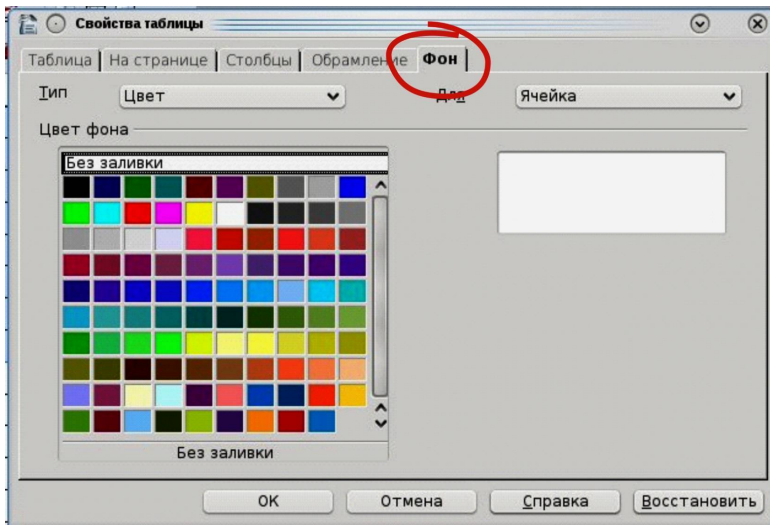 Свойства таблицы
Таблица На странице Столбцы Обрамление Фон
Тип Цвет Для Ячейка
Цвет фона
Без заливки
Без заливки
ОК Отмена Справка Восстановить